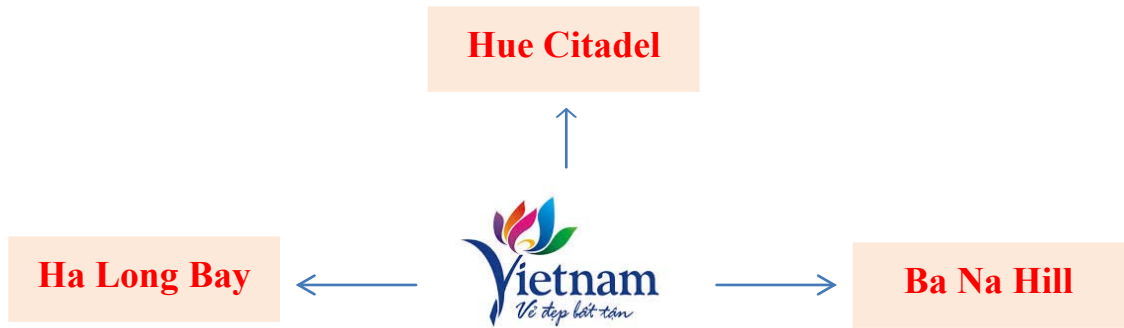 Hue Citadel
Ha Long Bay
Vietnam
Vẻ đẹp bất tận
Ba Na Hill